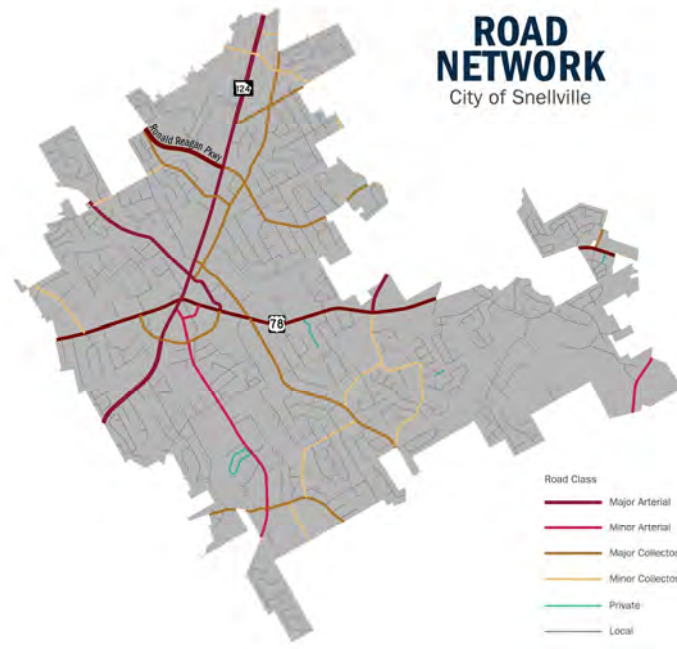 ROAD
NETWORK
City of Snellville
124
Ronald Reagan Pkwy
78
Road Class
Major Arterial
Minor Arterial
Major Collector
Minor Collector
Private
Local